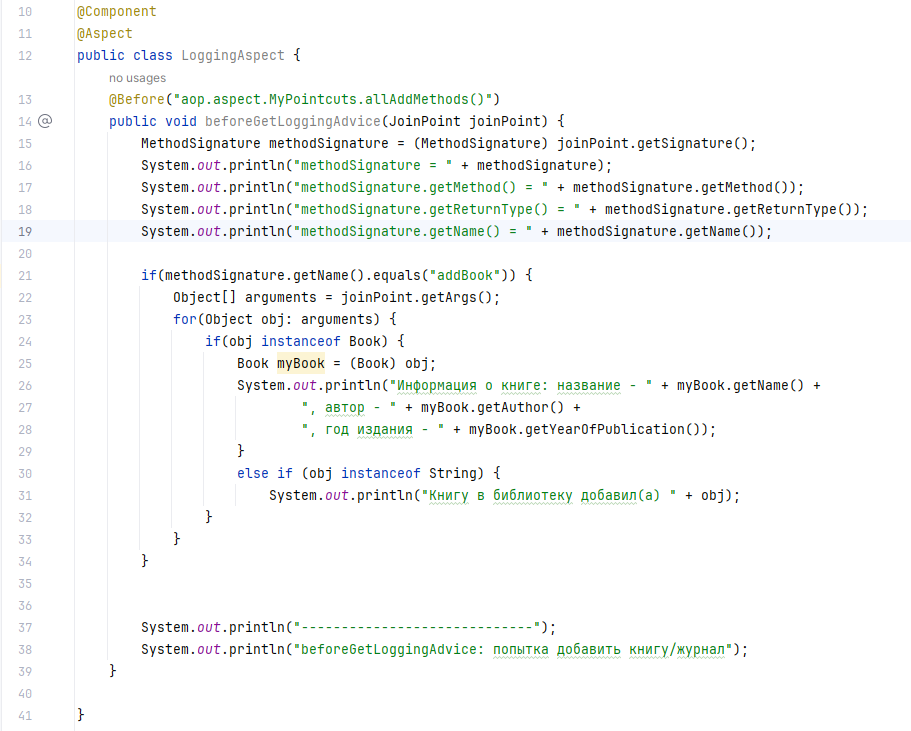 10 @Component
11 @Aspect
12 public class LoggingAspect {
no usages
13 @Before("aop.aspect.MyPointcuts.allAddMethods()")
14 @ public void beforeGetLoggingAdvice(JoinPoint joinPoint) {
15 MethodSignature methodSignature = (MethodSignature) joinPoint.getSignature();
16 System.out.println("methodSignature = " + methodSignature);
17 System.out.println("methodSignature.getMethod() = " + methodSignature.getMethod());
18 System.out.println("methodSignature.getReturnType() = " + methodSignature.getReturnType());
19 System.out.println("methodSignature.getName() = " + methodSignature.getName());
20
21 if(methodSignature.getName().equals("addBook")) {
22 Object[] arguments = joinPoint.getArgs();
23 for(Object obj: arguments) {
24 if(obj instanceof Book) {
25 Book myBook = (Book) obj;
26 System.out.println("Информация о книге: название - " + myBook.getName() +
27 ", автор - " + myBook.getAuthor() +
28 ", год издания - " + myBook.getYearOfPublication());
29 }
30 else if (obj instanceof String) {
31 System.out.println("Книгу в библиотеку добавил(а) " + obj);
32 }
33 }
34 }
35
36
37 System.out.println("-----------------------------");
38 System.out.println("beforeGetLoggingAdvice: попытка добавить книгу/журнал");
39 }
40
41 }